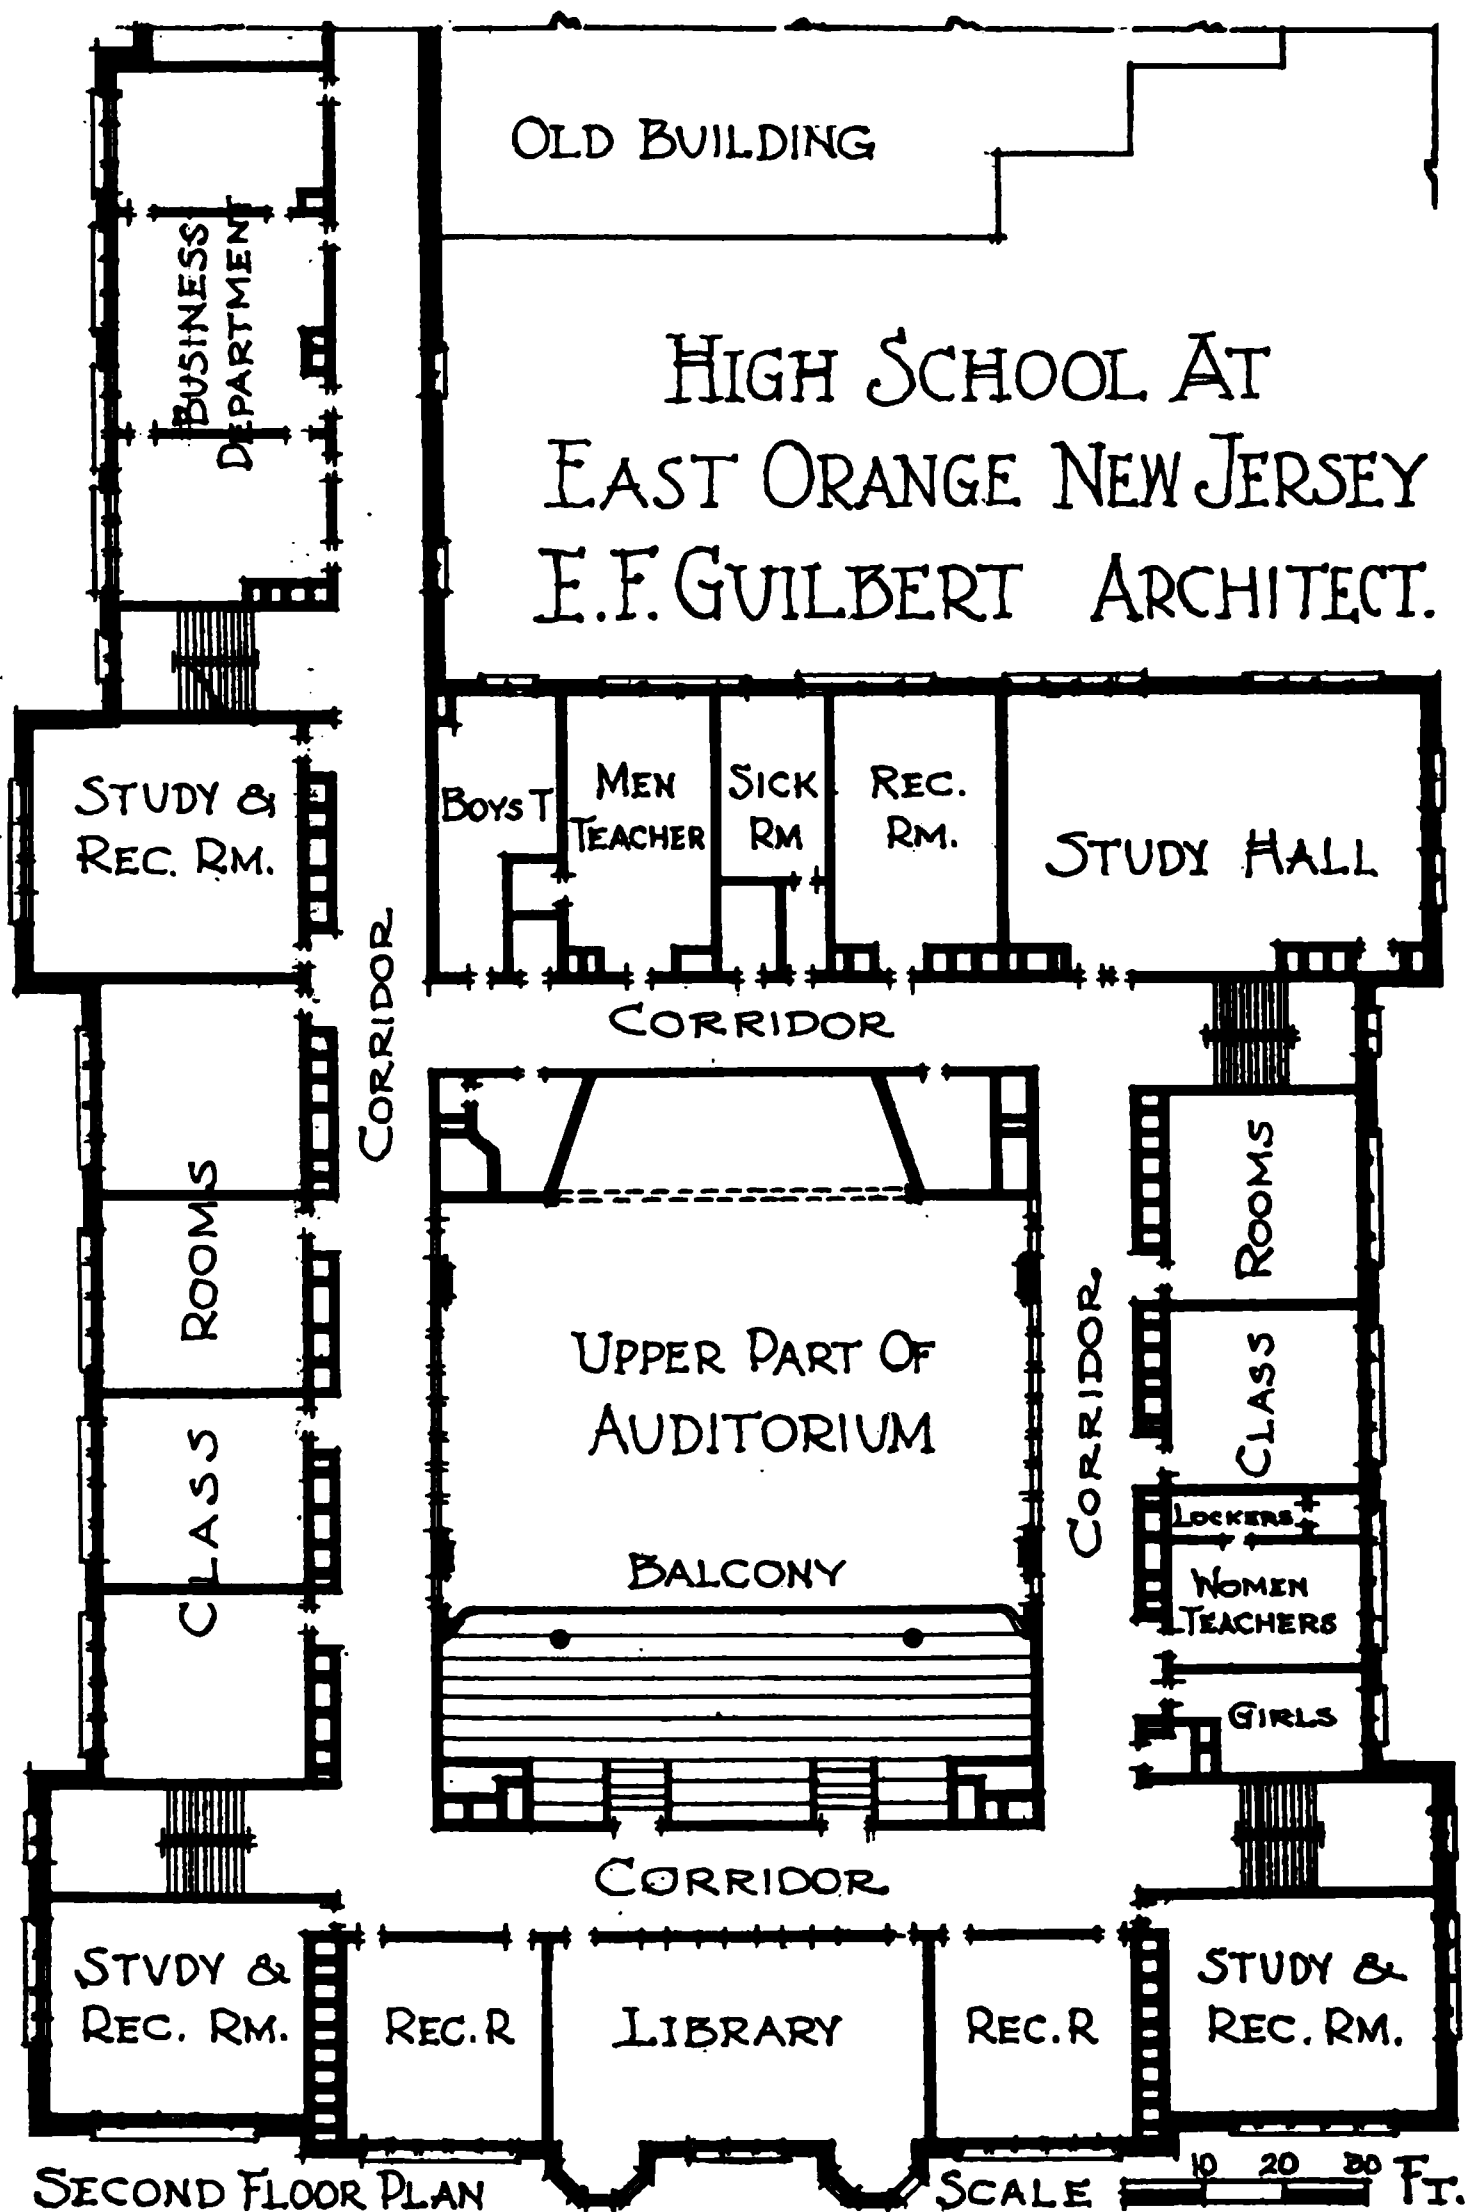 OLD BUILDING
BUSINESS
DEPARTMENT
HIGH SCHOOL AT
EAST ORANGE NEW JERSEY
E. F. GUILBERT ARCHITECT.
STUDY &
REC. RM.
BOYS T
MEN
TEACHER
SICK
RM
REC.
RM.
STUDY HALL
CORRIDOR
CORRIDOR
CLASS ROOMS
CLASS ROOMS
UPPER PART OF
AUDITORIUM
CORRIDOR
LOCKERS
BALCONY
WOMEN
TEACHERS
GIRLS
CORRIDOR
STVDY &
REC. RM.
REC. R
LIBRARY
REC. R
STUDY &
REC. RM.
SECOND FLOOR PLAN
SCALE
10 20 30 FT.